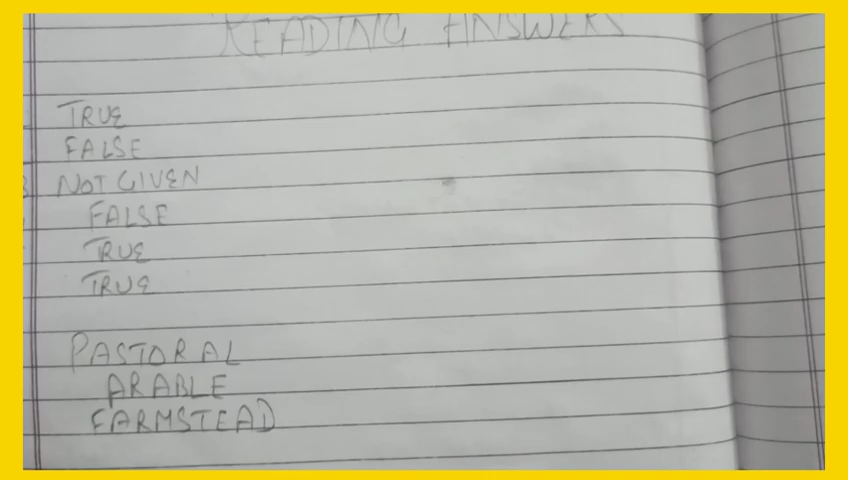 READING ANSWERS
TRUE
FALSE
NOT GIVEN
FALSE
TRUE
TRUE
PASTORAL
ARABLE
FARMSTEAD